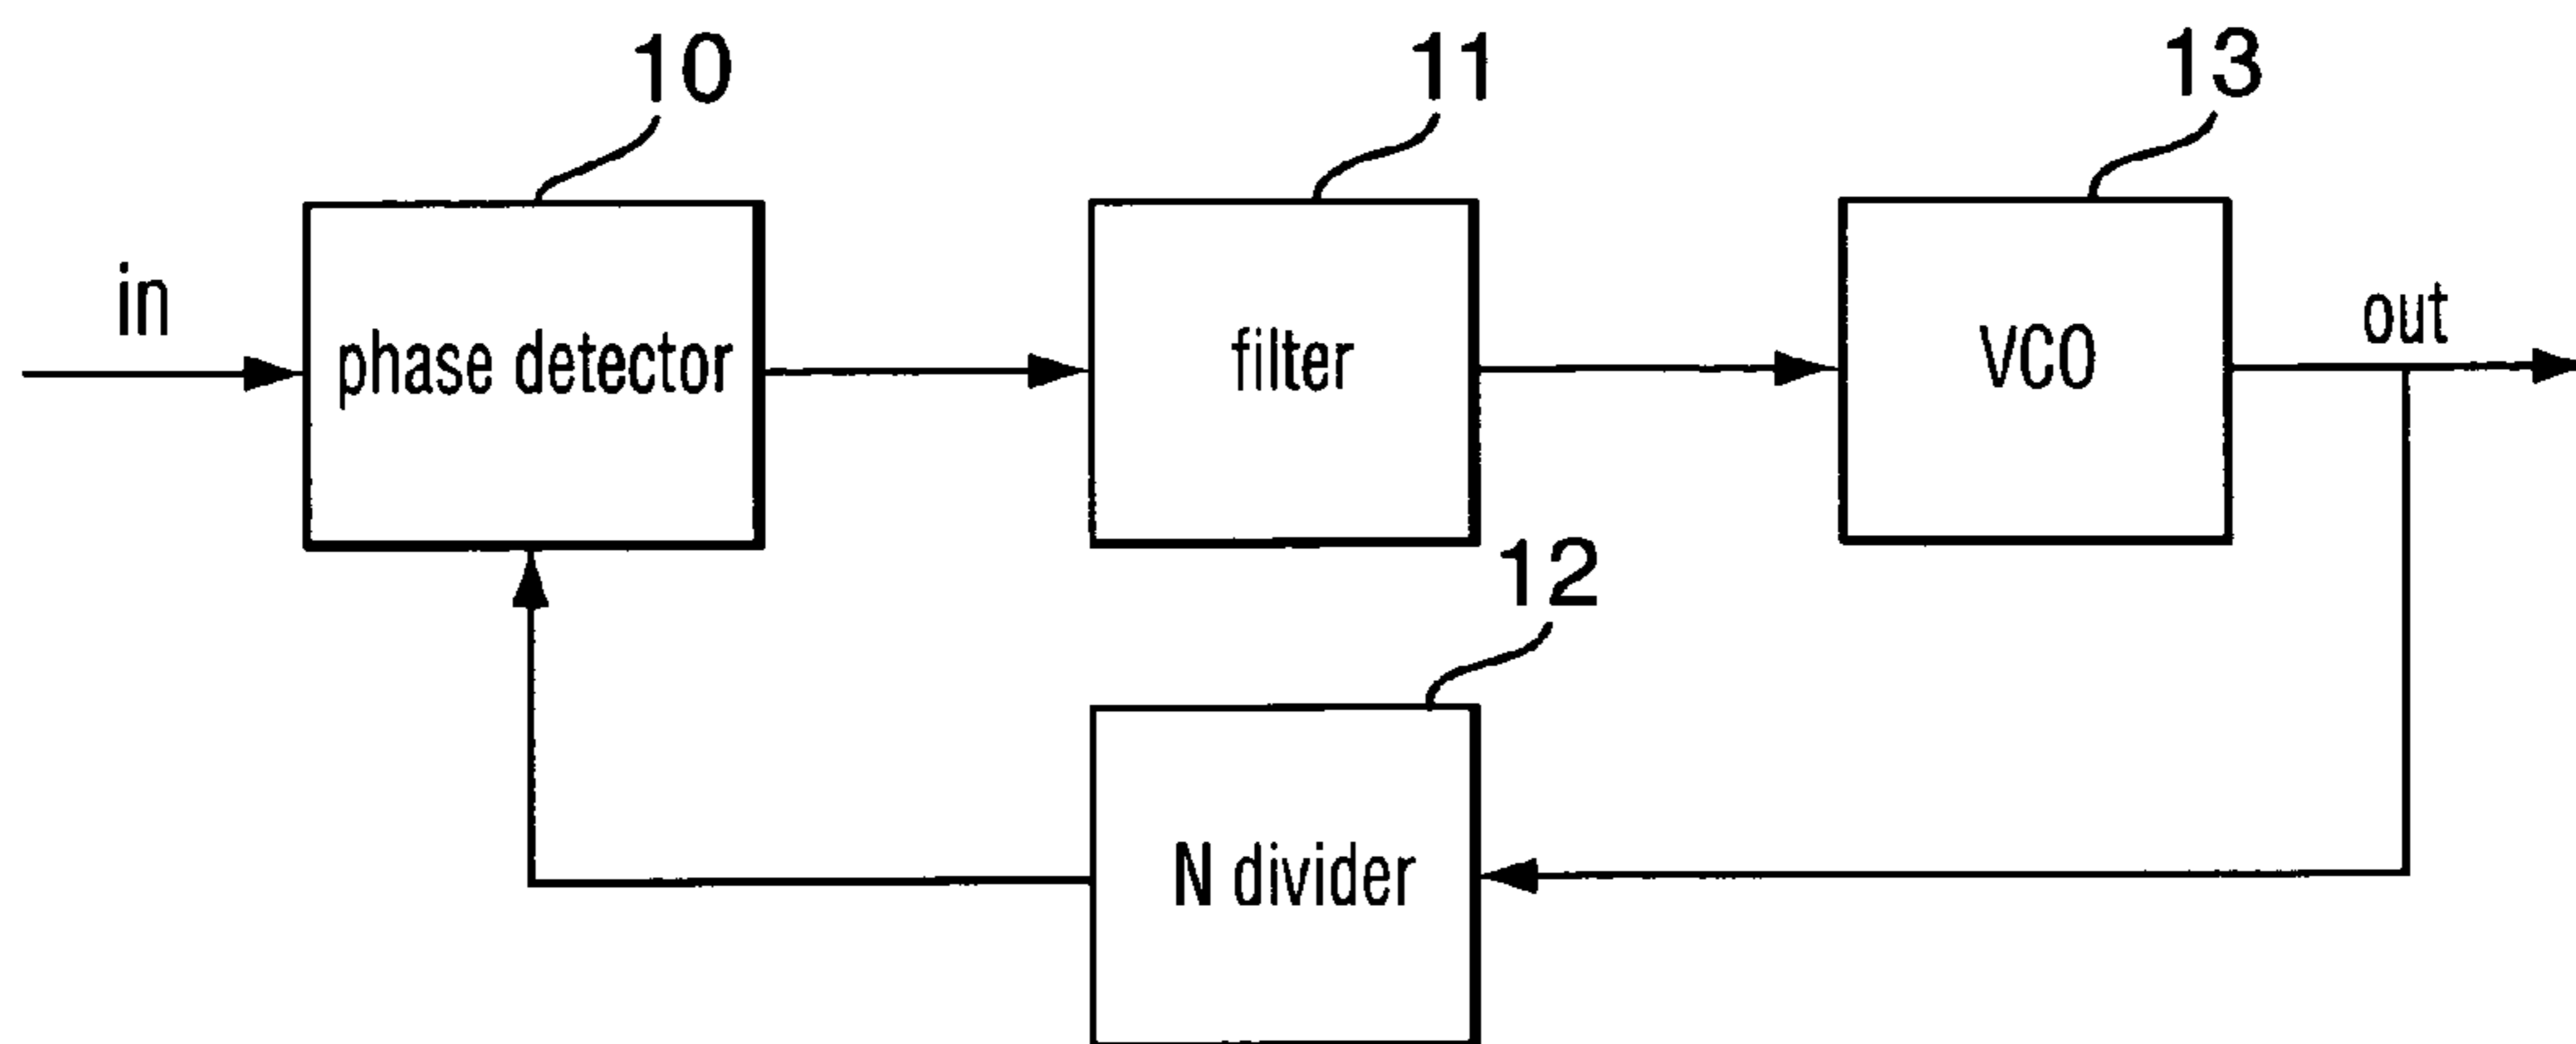 10
11
13
in
phase detector
filter
VCO
out
12
N divider